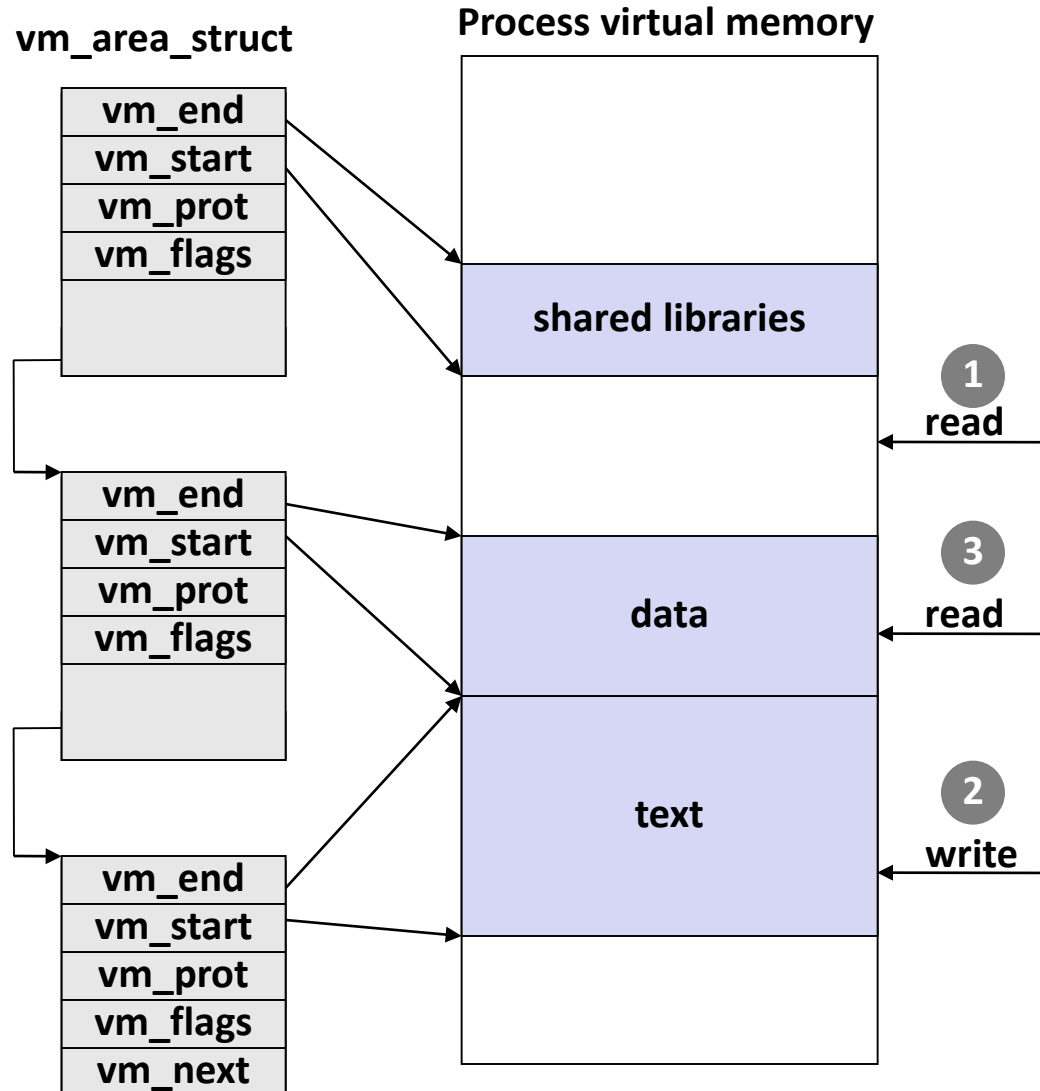 Process virtual memory
vm_area_struct
vm_end
vm_start
vm_prot
vm_flags
shared libraries
1
read
vm_end
vm_start
vm_prot
vm_flags
data
3
read
text
2
write
vm_end
vm_start
vm_prot
vm_flags
vm_next